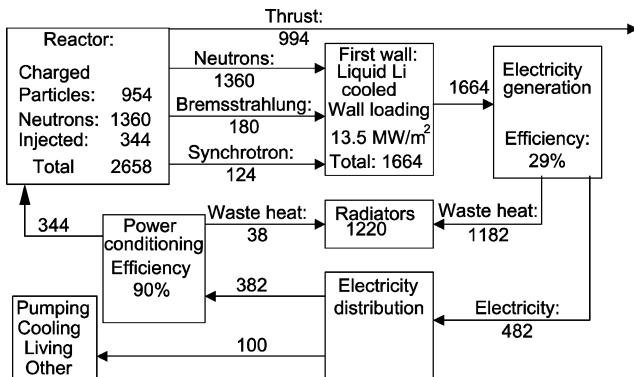 Thrust:
994
Reactor:
Charged
Particles: 954
Neutrons: 1360
Injected: 344
Total 2658
Neutrons:
1360
Bremsstrahlung:
180
Synchrotron:
124
First wall:
Liquid Li
cooled
Wall loading
13.5 MW/m²
Total: 1664
1664
Electricity
generation
Efficiency:
29%
344
Power
conditioning
Efficiency
90%
Waste heat:
38
Radiators
1220
Waste heat:
1182
382
Electricity
distribution
Electricity:
482
Pumping
Cooling
Living
Other
100